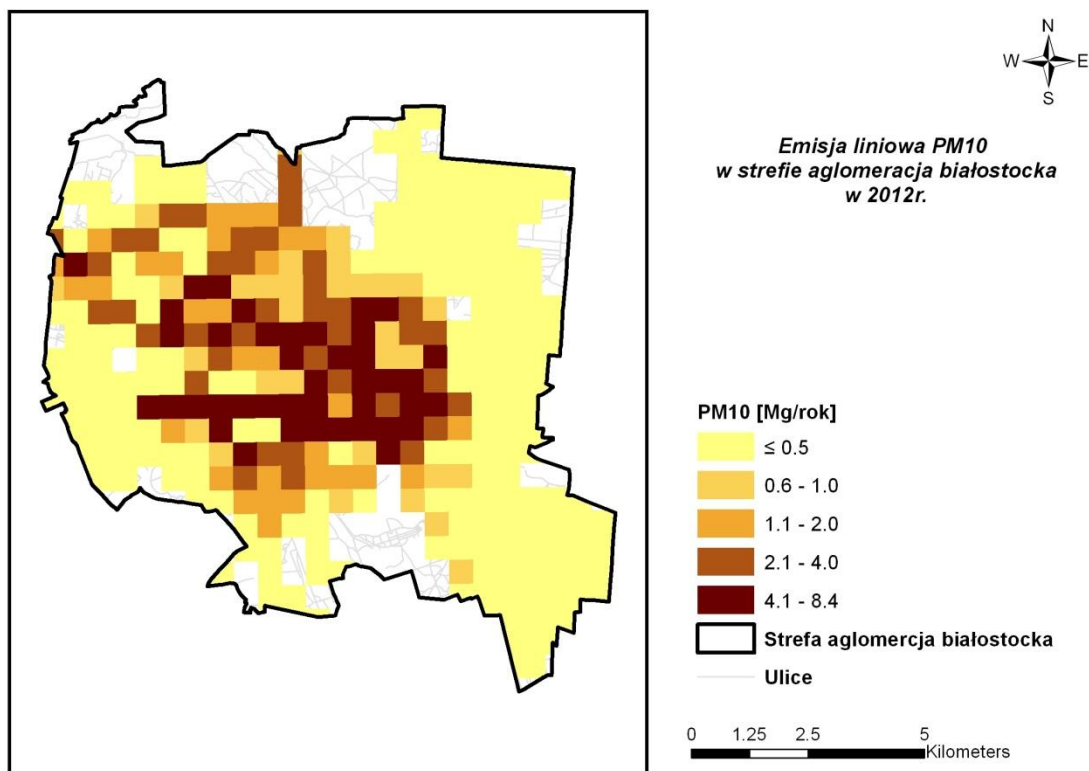 N
W E
S
Emisja liniowa PM10
w strefie aglomeracja białostocka
w 2012r.
PM10 [Mg/rok]
≤ 0.5
0.6 - 1.0
1.1 - 2.0
2.1 - 4.0
4.1 - 8.4
Strefa aglomercja białostocka
Ulice
0 1.25 2.5 5
Kilometers